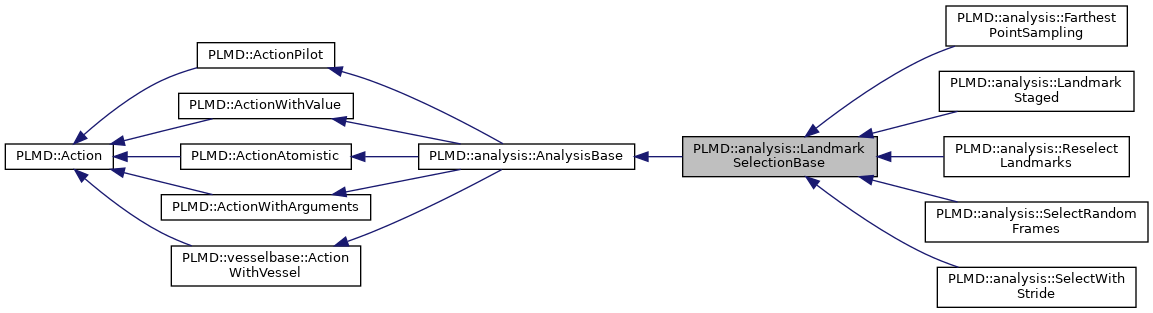 PLMD::Action
PLMD::ActionPilot
PLMD::ActionWithValue
PLMD::ActionAtomistic
PLMD::ActionWithArguments
PLMD::vesselbase::Action
WithVessel
PLMD::analysis::AnalysisBase
PLMD::analysis::Landmark
SelectionBase
PLMD::analysis::Farthest
PointSampling
PLMD::analysis::Landmark
Staged
PLMD::analysis::Reselect
Landmarks
PLMD::analysis::SelectRandom
Frames
PLMD::analysis::SelectWith
Stride